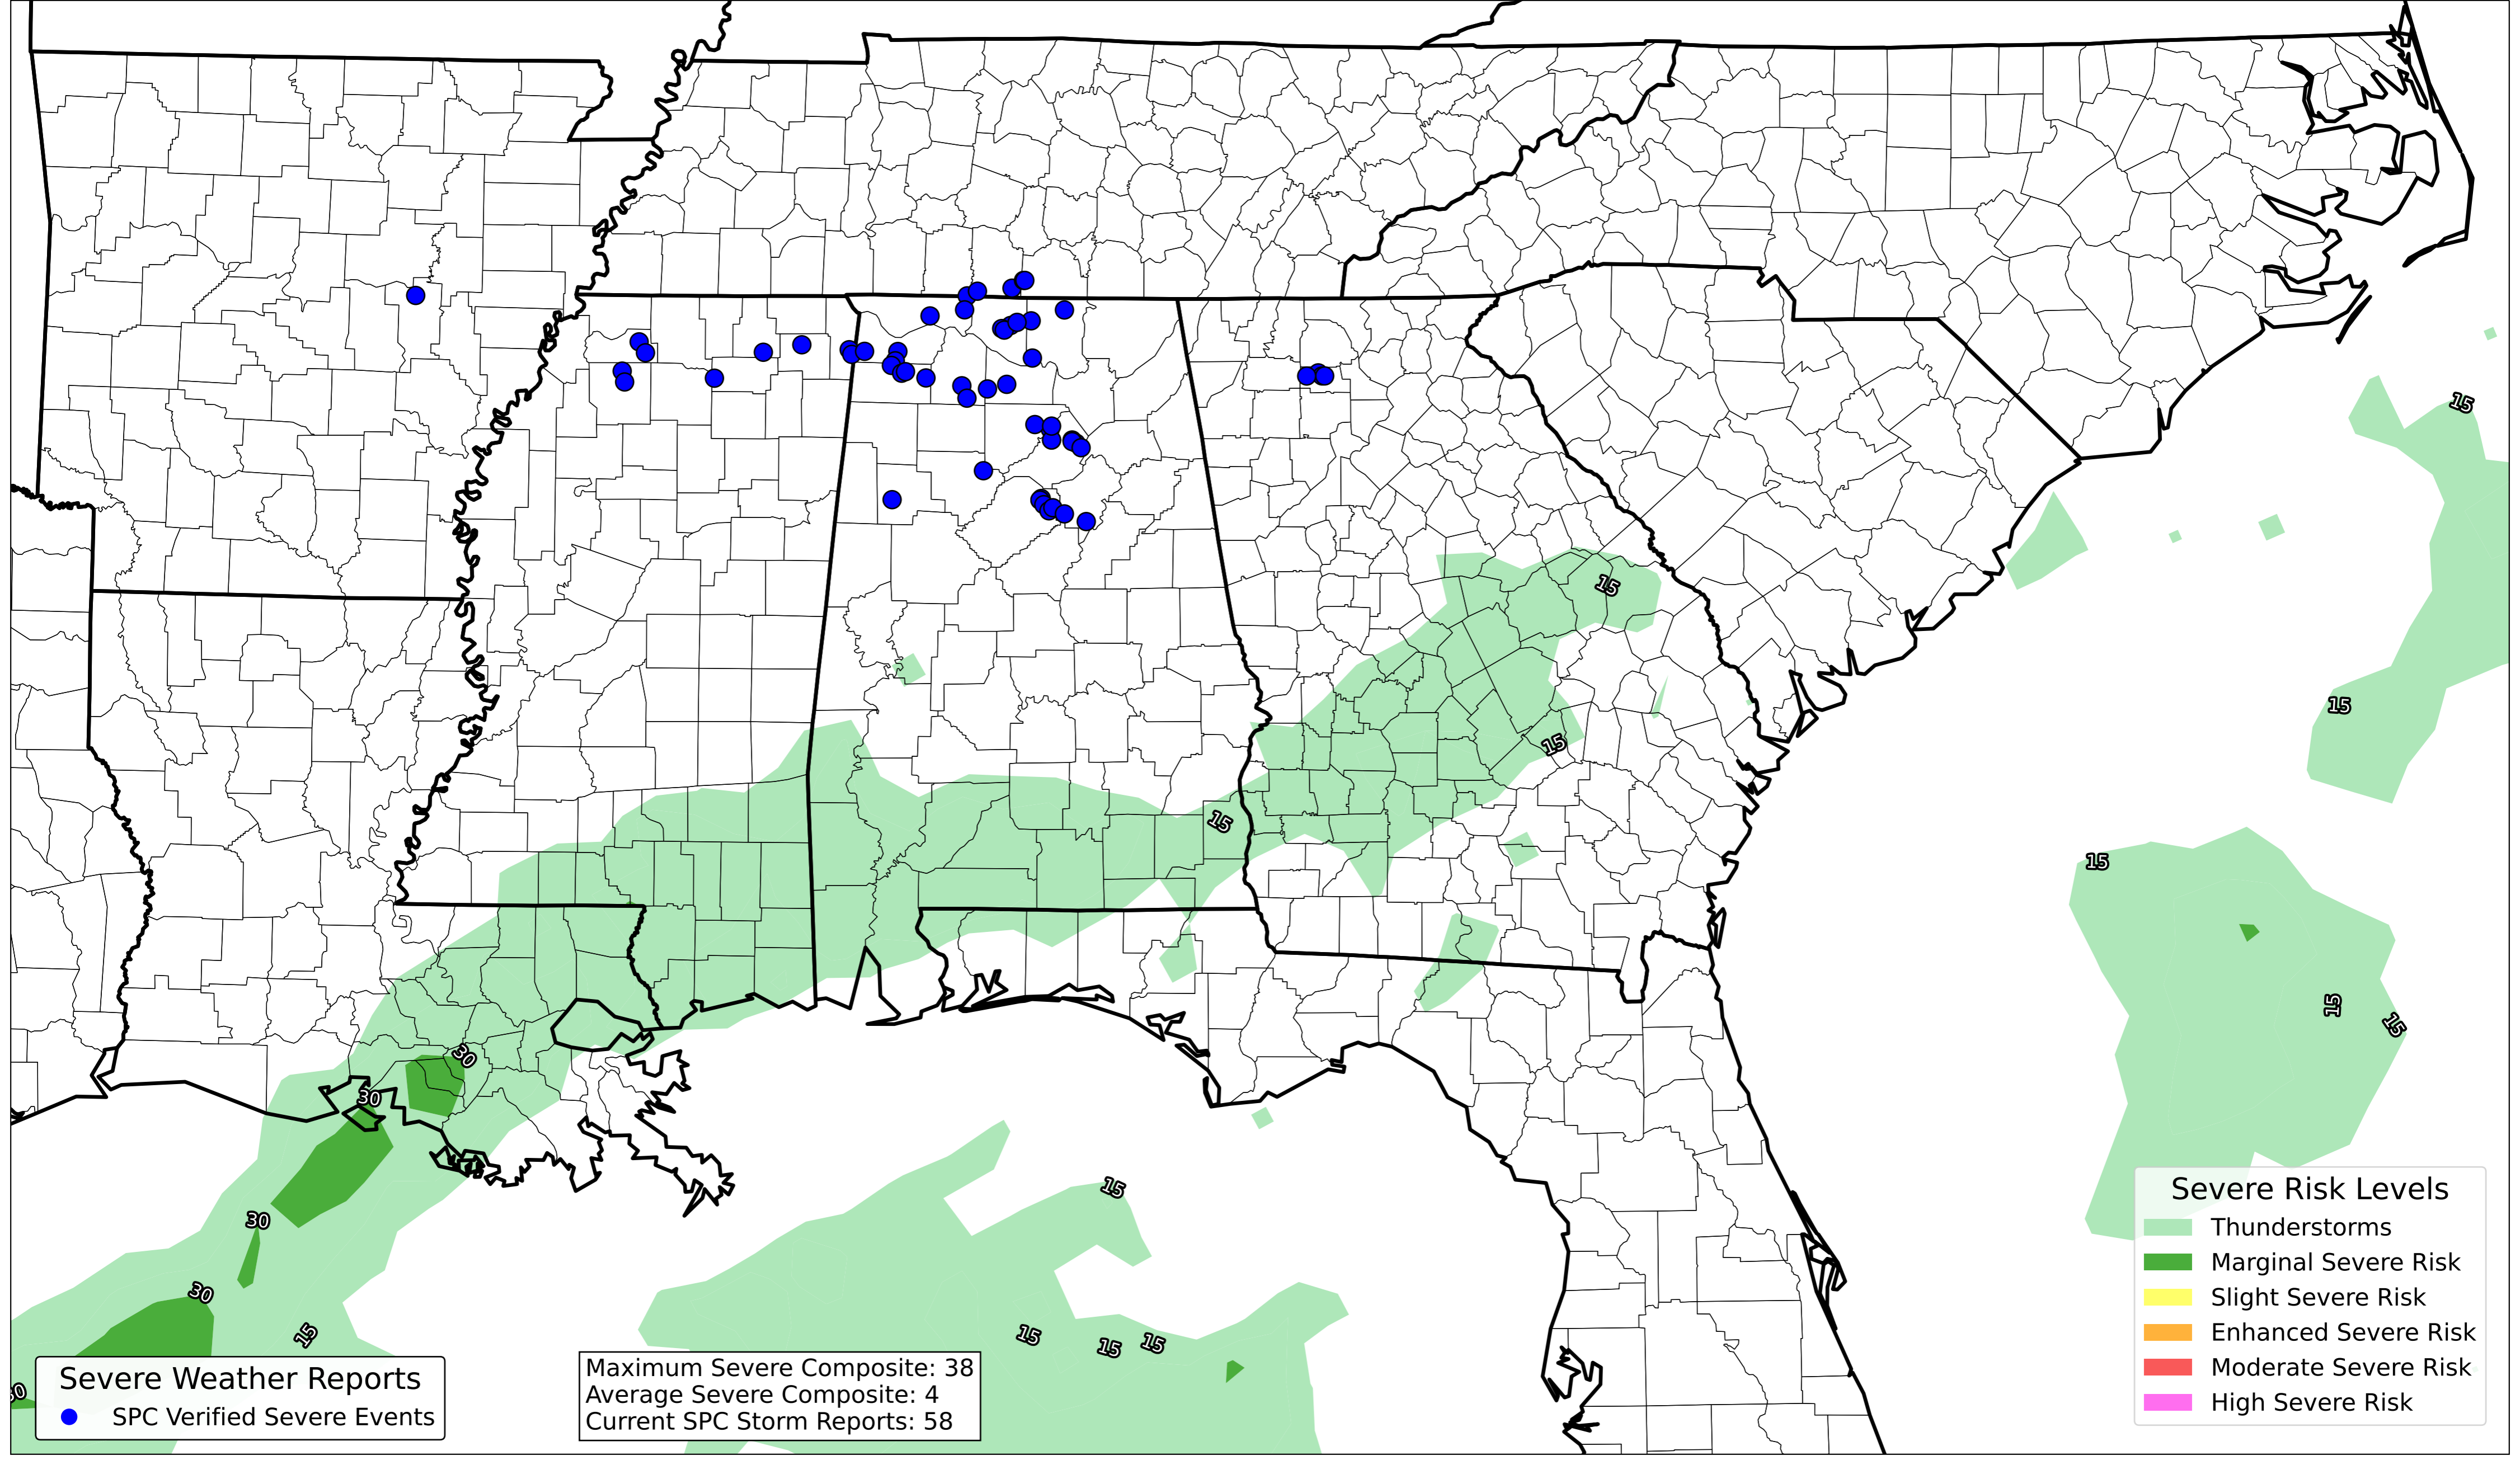 15
15
15
15
15
15
15
15
30
30
15
30
30
15
15
15
15
Severe Risk Levels
Thunderstorms
Marginal Severe Risk
Slight Severe Risk
Enhanced Severe Risk
Moderate Severe Risk
High Severe Risk
Severe Weather Reports
SPC Verified Severe Events
Maximum Severe Composite: 38
Average Severe Composite: 4
Current SPC Storm Reports: 58